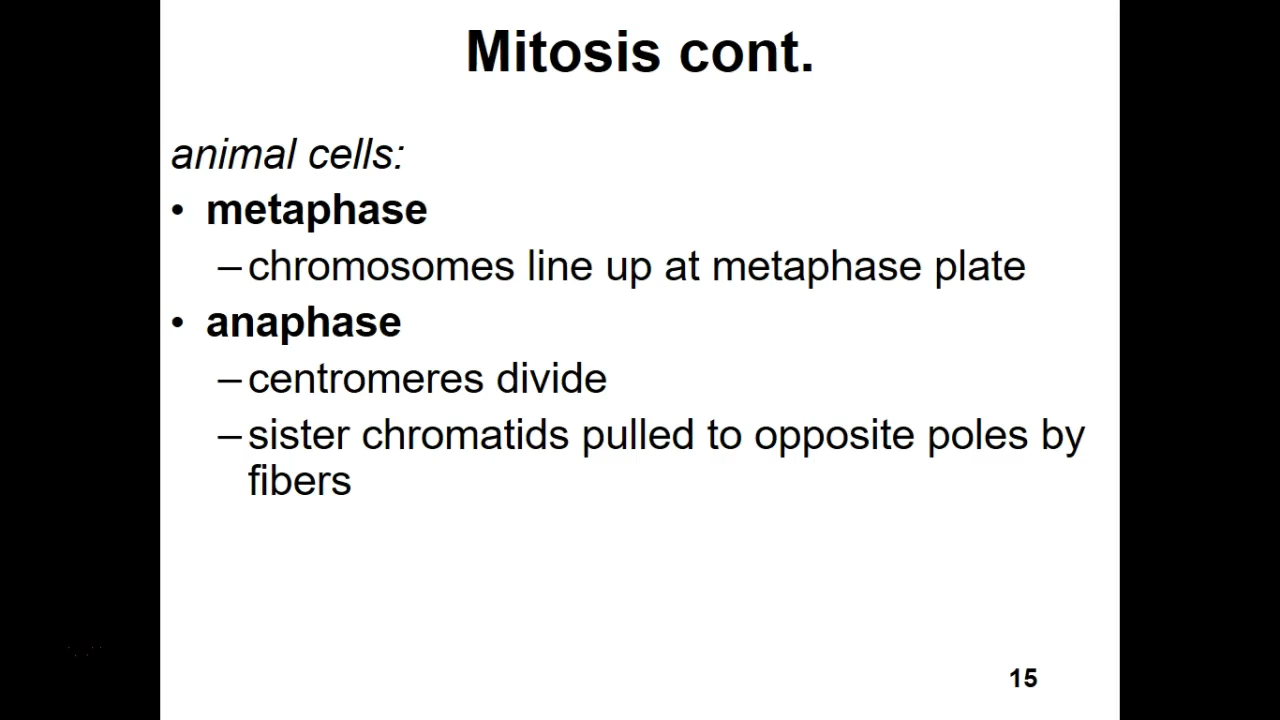 Mitosis cont.
animal cells:
• metaphase
–chromosomes line up at metaphase plate
• anaphase
–centromeres divide
–sister chromatids pulled to opposite poles by
fibers
15